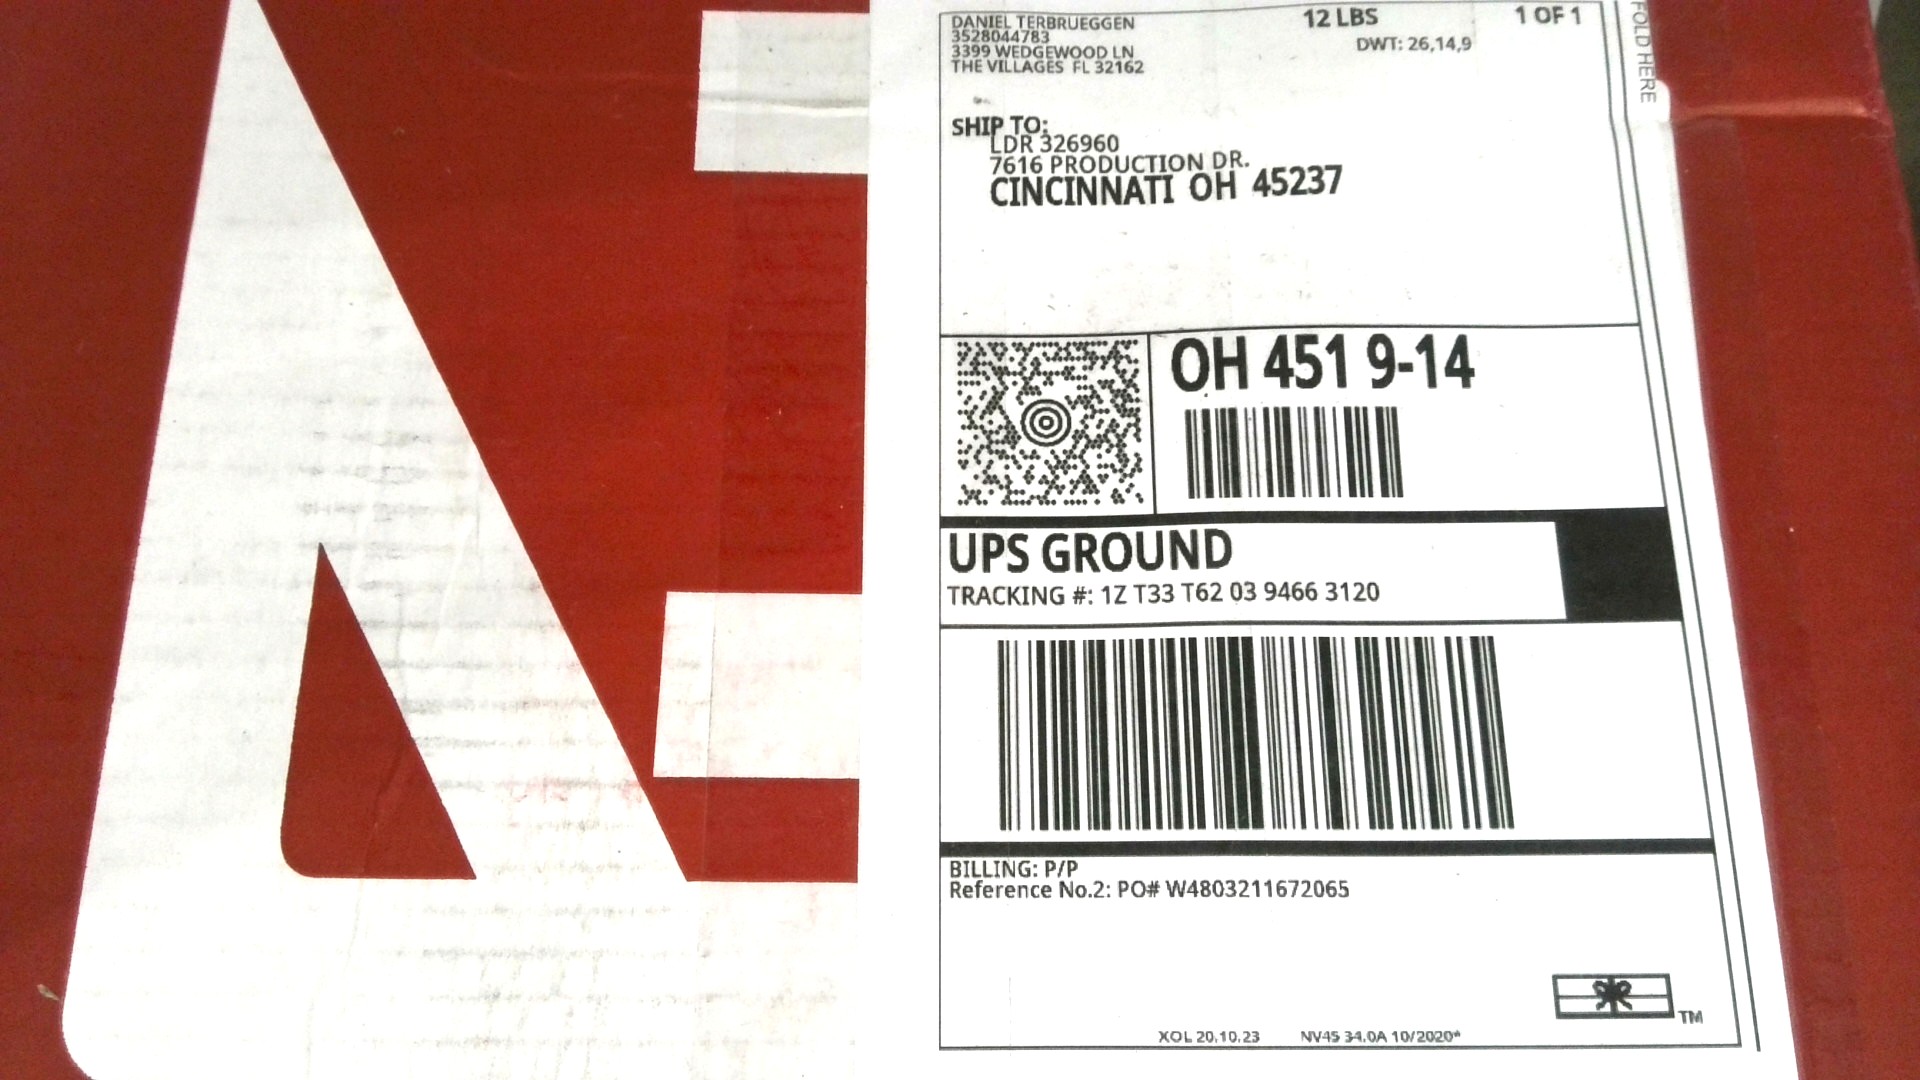 DANIEL TERBRUEGGEN
3528044783
3399 WEDGEWOOD LN
THE VILLAGES FL 32162
12 LBS
1 OF 1
DWT: 26,14,9
FOLD HERE
SHIP TO:
LDR 326960
7616 PRODUCTION DR.
CINCINNATI OH 45237
OH 451 9-14
UPS GROUND
TRACKING #: 1Z T33 T62 03 9466 3120
BILLING: P/P
Reference No.2: PO# W4803211672065
TM
XOL 20.10.23 NV45 34.0A 10/2020*